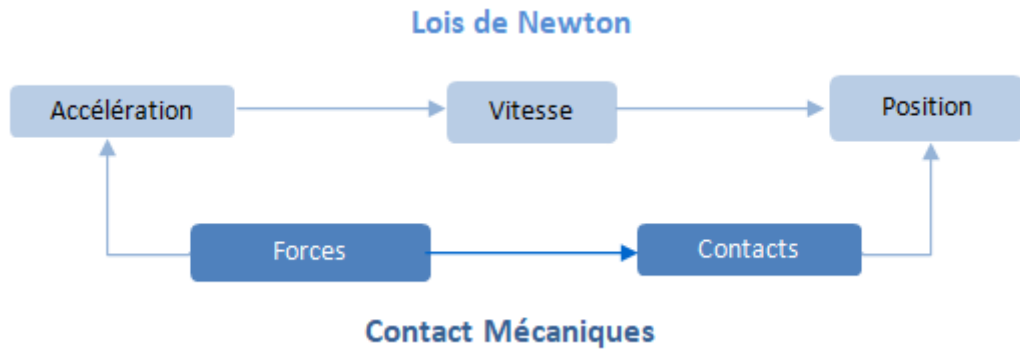 Lois de Newton
Accélération
Vitesse
Position
Forces
Contacts
Contact Mécaniques